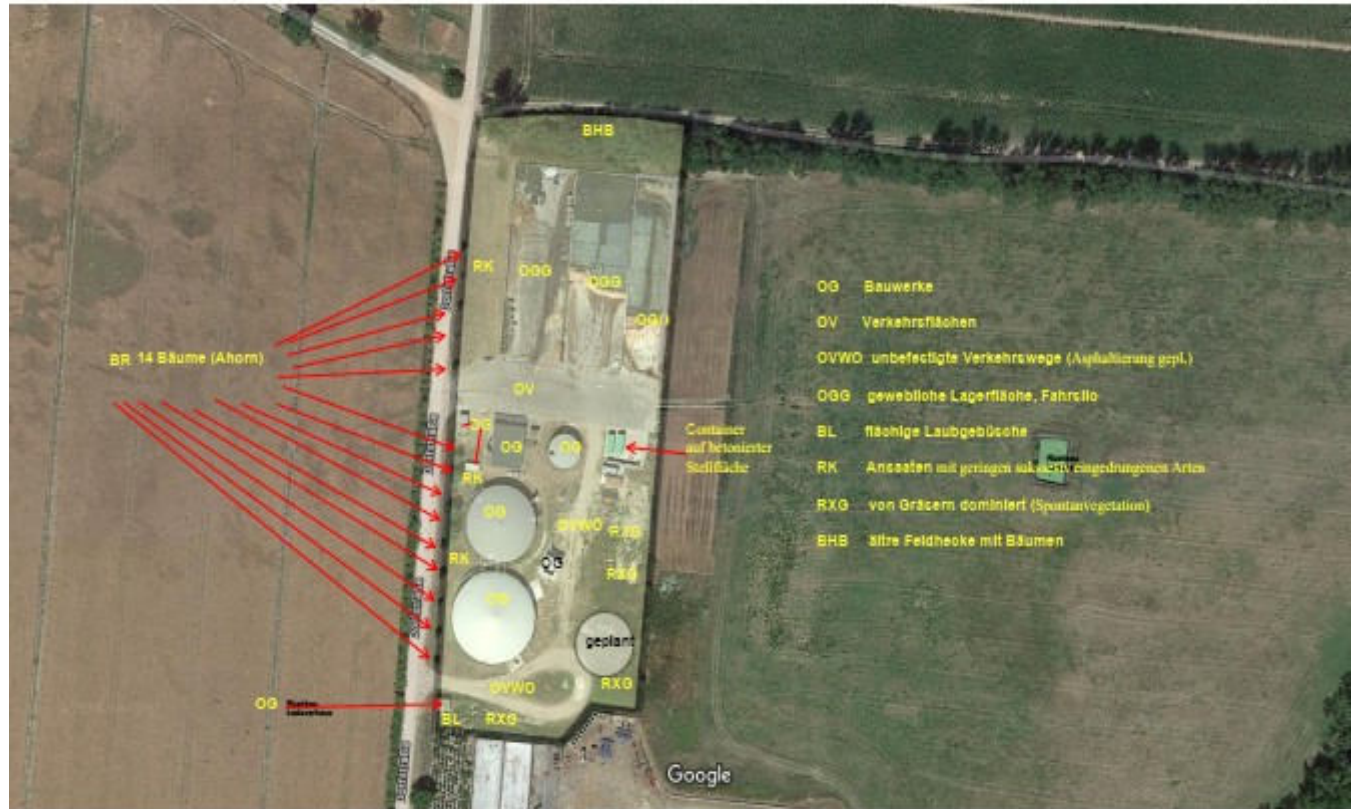 BHB
RK
OGG
OGG
OGG
BR 14 Bäume (Ahorn)
OV
OG
OG
OG
RK
OG
OVWO
RXG
RK
OG
RXG
OG
geplant
OVWO
RXG
OG
BL
RXG
Container
auf betonierter
Stellfläche
OG Bauwerke
OV Verkehrsflächen
OVWO unbefestigte Verkehrswege (Asphaltierung gepl.)
OGG gewebliche Lagerfläche, Fahrsilo
BL flächige Laubgebüsche
RK Ansaaten mit geringen sukzessiv eingedrungenen Arten
RXG von Gräsern dominiert (Spontanvegetation)
BHB ältre Feldhecke mit Bäumen
Google